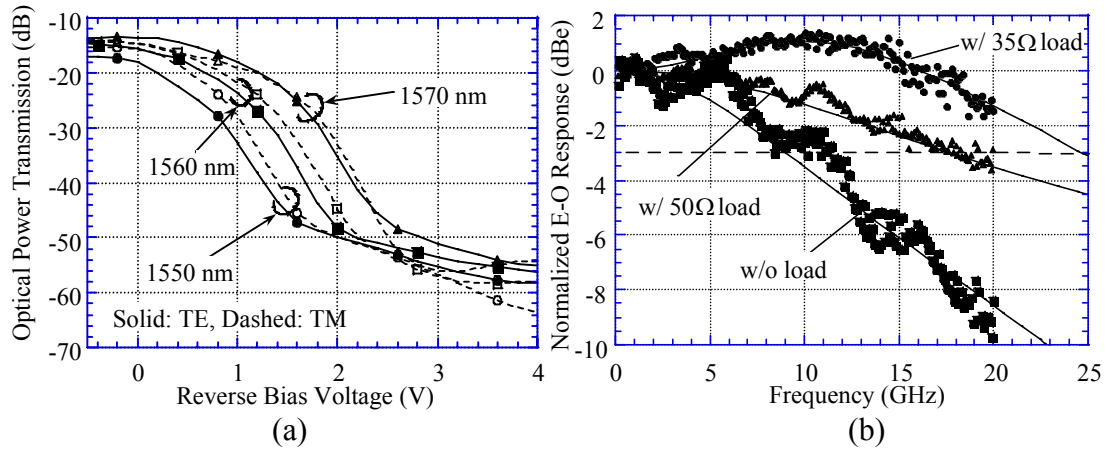 Optical Power Transmission (dB)
-10
-20
-30
-40
-50
-60
-70
0
1
2
3
4
Reverse Bias Voltage (V)
1570 nm
1560 nm
1550 nm
Solid: TE, Dashed: TM
(a)
Normalized E-O Response (dBe)
2
0
-2
-4
-6
-8
-10
0
5
10
15
20
25
Frequency (GHz)
w/ 35Ω load
w/ 50Ω load
w/o load
(b)